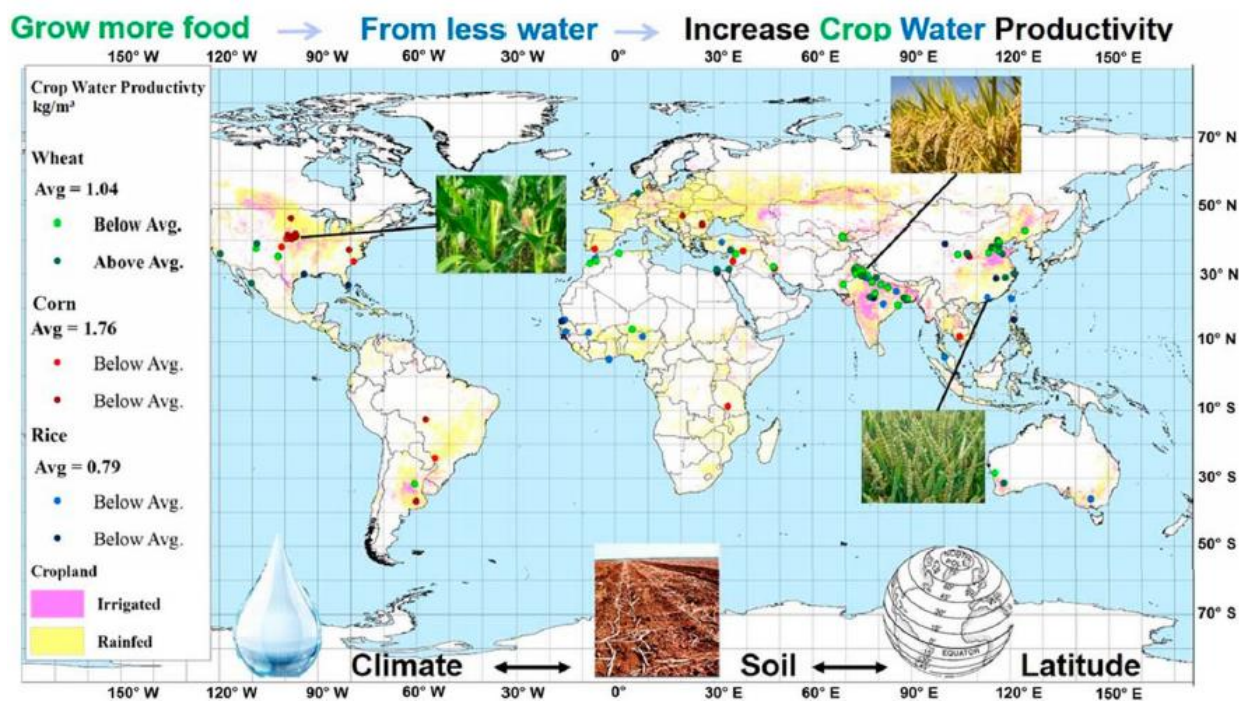 Grow more food → From less water → Increase Crop Water Productivity
120° W 90° W 60° W 30° W 0° 30° E 60° E 90° E 120° E 150° E
Crop Water Productivty
kg/m³
Wheat
Avg = 1.04
Below Avg.
Above Avg.
Corn
Avg = 1.76
Below Avg.
Below Avg.
Rice
Avg = 0.79
Below Avg.
Below Avg.
Cropland
Irrigated
Rainfed
70° N
50° N
30° N
10° N
10° S
30° S
50° S
70° S
NORTH
POLE
EQUATOR
Climate ↔ Soil ↔ Latitude
150° W 120° W 90° W 60° W 30° W 0° 30° E 60° E 90° E 120° E 150° E